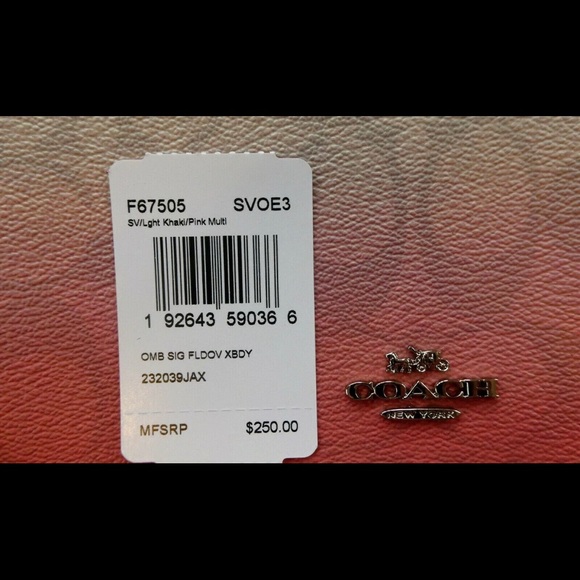 F67505 SVOE3
SV/Lght Khaki/Pink Multi
1 92643 59036 6
OMB SIG FLDOV XBDY
232039JAX
MFSRP $250.00
COACH
NEW YORK